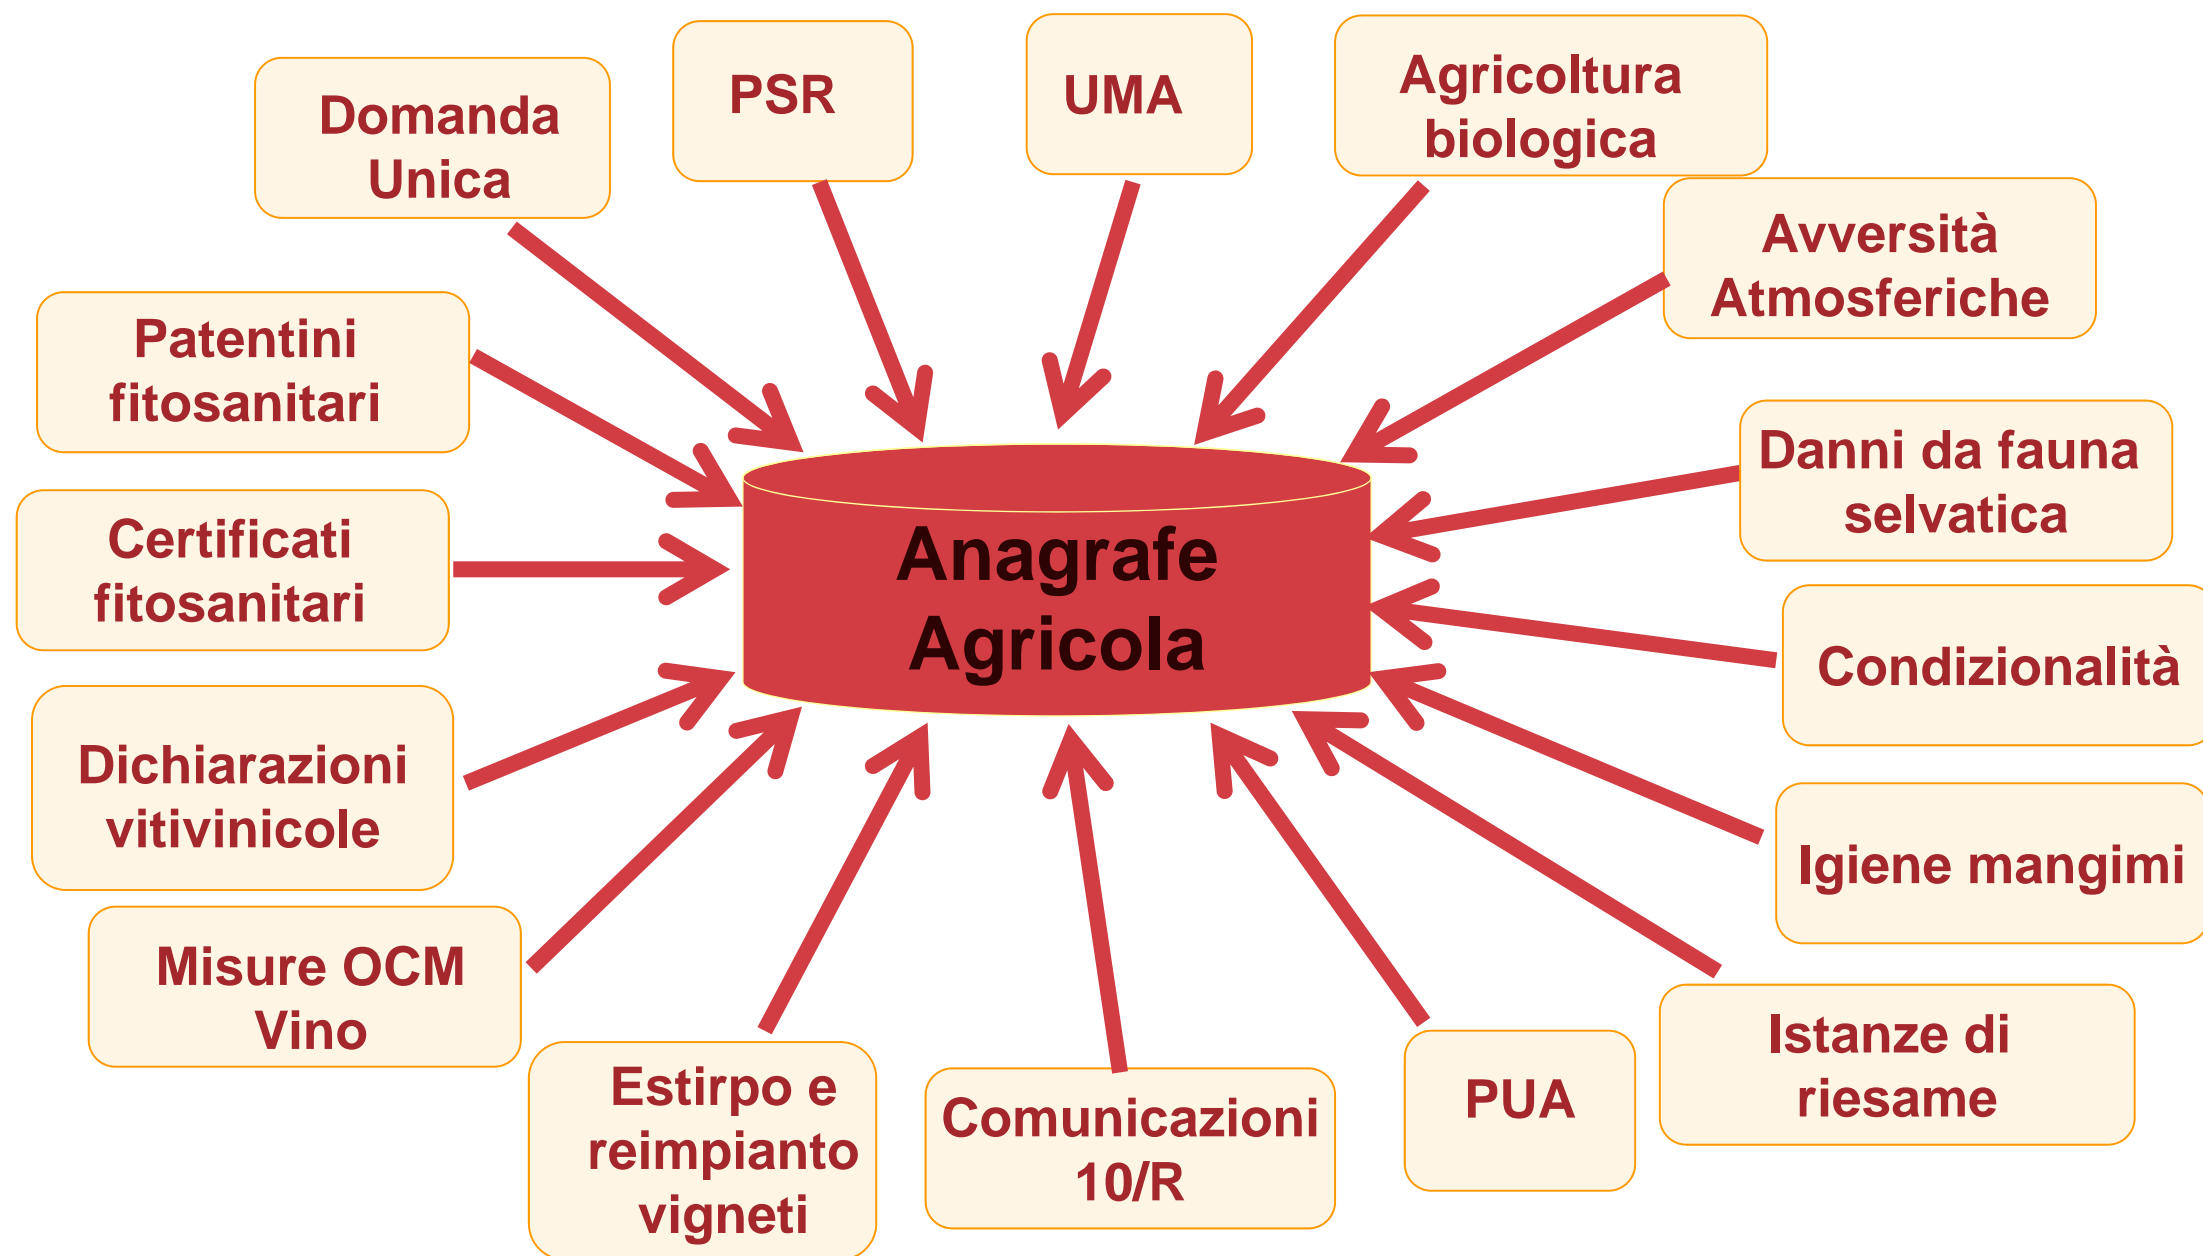 Domanda
Unica
PSR
UMA
Agricoltura
biologica
Avversità
Atmosferiche
Patentini
fitosanitari
Danni da fauna
selvatica
Certificati
fitosanitari
Anagrafe
Agricola
Condizionalità
Dichiarazioni
vitivinicole
Igiene mangimi
Misure OCM
Vino
Istanze di
riesame
Estirpo e
reimpianto
vigneti
Comunicazioni
10/R
PUA